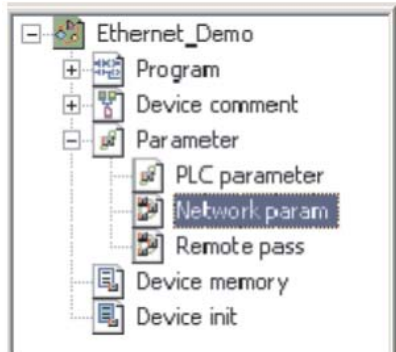 Ethernet_Demo
Program
Device comment
Parameter
PLC parameter
Network param
Remote pass
Device memory
Device init